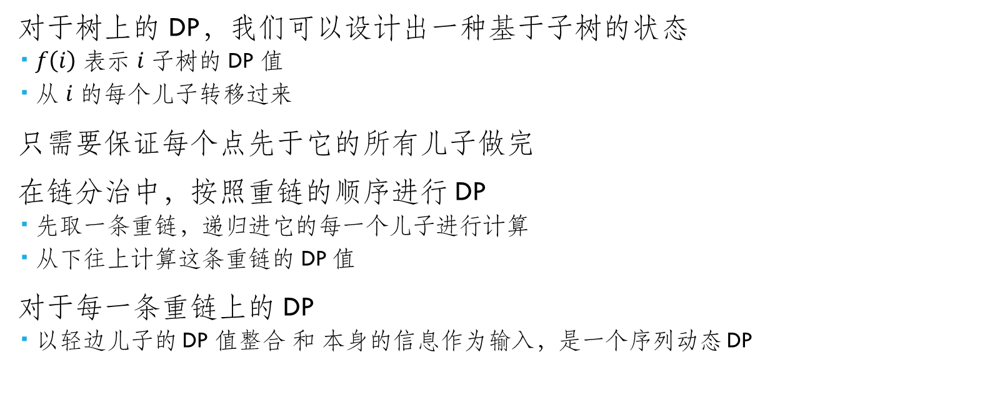 对于树上的 DP，我们可以设计出一种基于子树的状态
▪ f(i) 表示 i 子树的 DP 值
▪ 从 i 的每个儿子转移过来
只需要保证每个点先于它的所有儿子做完
在链分治中，按照重链的顺序进行 DP
▪ 先取一条重链，递归进它的每一个儿子进行计算
▪ 从下往上计算这条重链的 DP 值
对于每一条重链上的 DP
▪ 以轻边儿子的 DP 值整合 和 本身的信息作为输入，是一个序列动态 DP